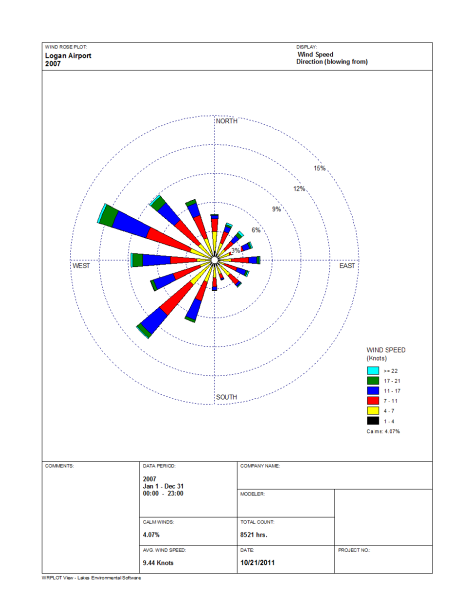 WIND ROSE PLOT:
Logan Airport
2007
DISPLAY:
Wind Speed
Direction (blowing from)
NORTH
15%
12%
9%
6%
3%
WEST
EAST
SOUTH
WIND SPEED
(Knots)
>= 22
17 - 21
11 - 17
7 - 11
4 - 7
1 - 4
Calms: 4.07%
COMMENTS:
DATA PERIOD:
2007
Jan 1 - Dec 31
00:00 - 23:00
COMPANY NAME:
MODELER:
CALM WINDS:
4.07%
TOTAL COUNT:
8521 hrs.
AVG. WIND SPEED:
9.44 Knots
DATE:
10/21/2011
PROJECT NO.:
WRPLOT View - Lakes Environmental Software